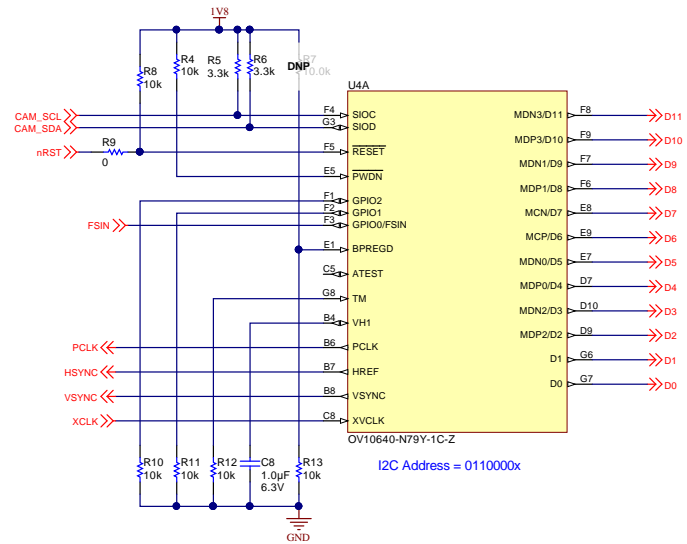 1V8
R8
10k
R4
10k
R5
3.3k
R6
3.3k
DNP
R7
10.0k
U4A
CAM_SCL
F4
SIOC
MDN3/D11
F8
D11
CAM_SDA
G3
SIOD
MDP3/D10
F9
D10
nRST
R9
0
F5
RESET
MDN1/D9
F7
D9
E5
PWDN
MDP1/D8
F6
D8
F1
GPIO2
F2
GPIO1
MCN/D7
E8
D7
FSIN
F3
GPIO0/FSIN
MCP/D6
E9
D6
E1
BPREGD
MDN0/D5
E7
D5
C5
ATEST
MDP0/D4
D7
D4
G8
TM
MDN2/D3
D10
D3
B4
VH1
MDP2/D2
D9
D2
PCLK
B6
PCLK
D1
G6
D1
HSYNC
B7
HREF
D0
G7
D0
VSYNC
B8
VSYNC
XCLK
C8
XVCLK
OV10640-N79Y-1C-Z
R10
10k
R11
10k
R12
10k
C8
1.0µF
6.3V
R13
10k
I2C Address = 0110000x
GND